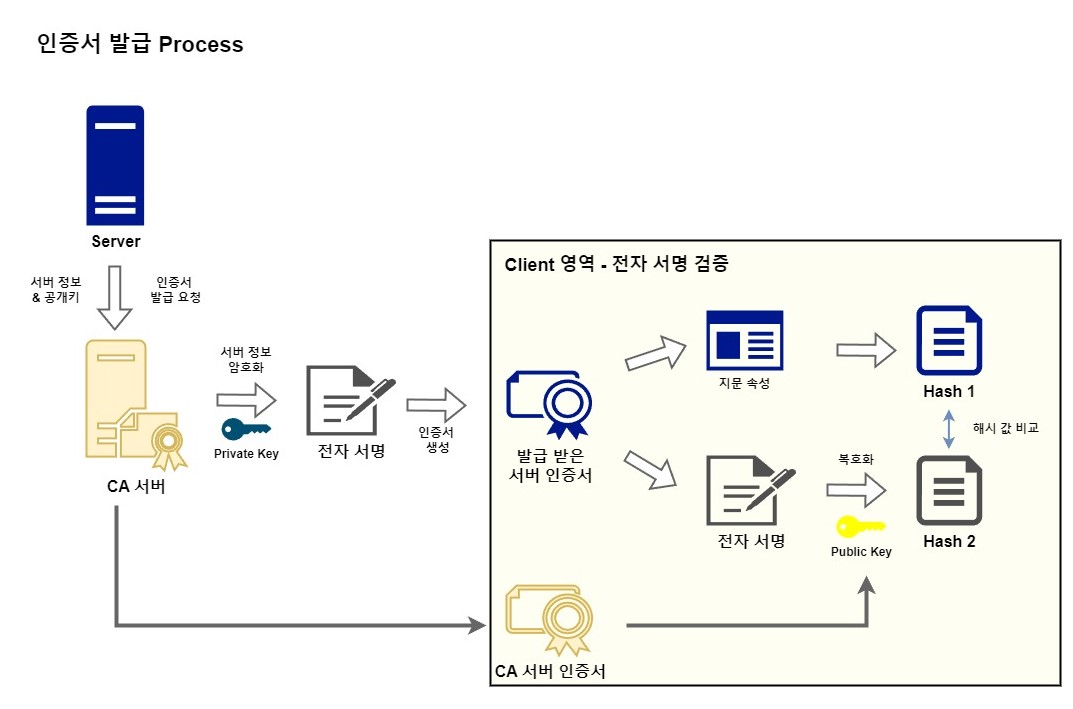 인증서 발급 Process
Server
서버 정보
& 공개키
인증서
발급 요청
CA 서버
서버 정보
암호화
Private Key
전자 서명
인증서
생성
Client 영역 - 전자 서명 검증
발급 받은
서버 인증서
지문 속성
Hash 1
해시 값 비교
전자 서명
복호화
Public Key
Hash 2
CA 서버 인증서